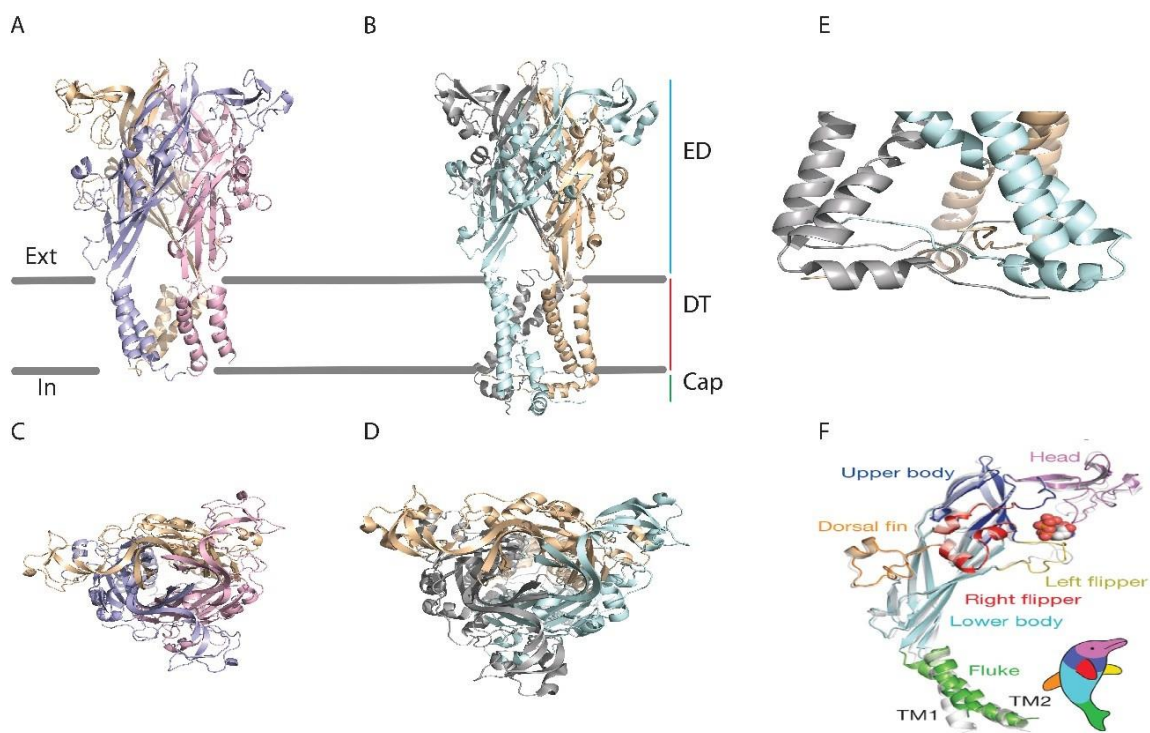 A
B
E
ED
Ext
DT
In
Cap
C
D
F
Head
Upper body
Dorsal fin
Left flipper
Right flipper
Lower body
Fluke
TM2
TM1